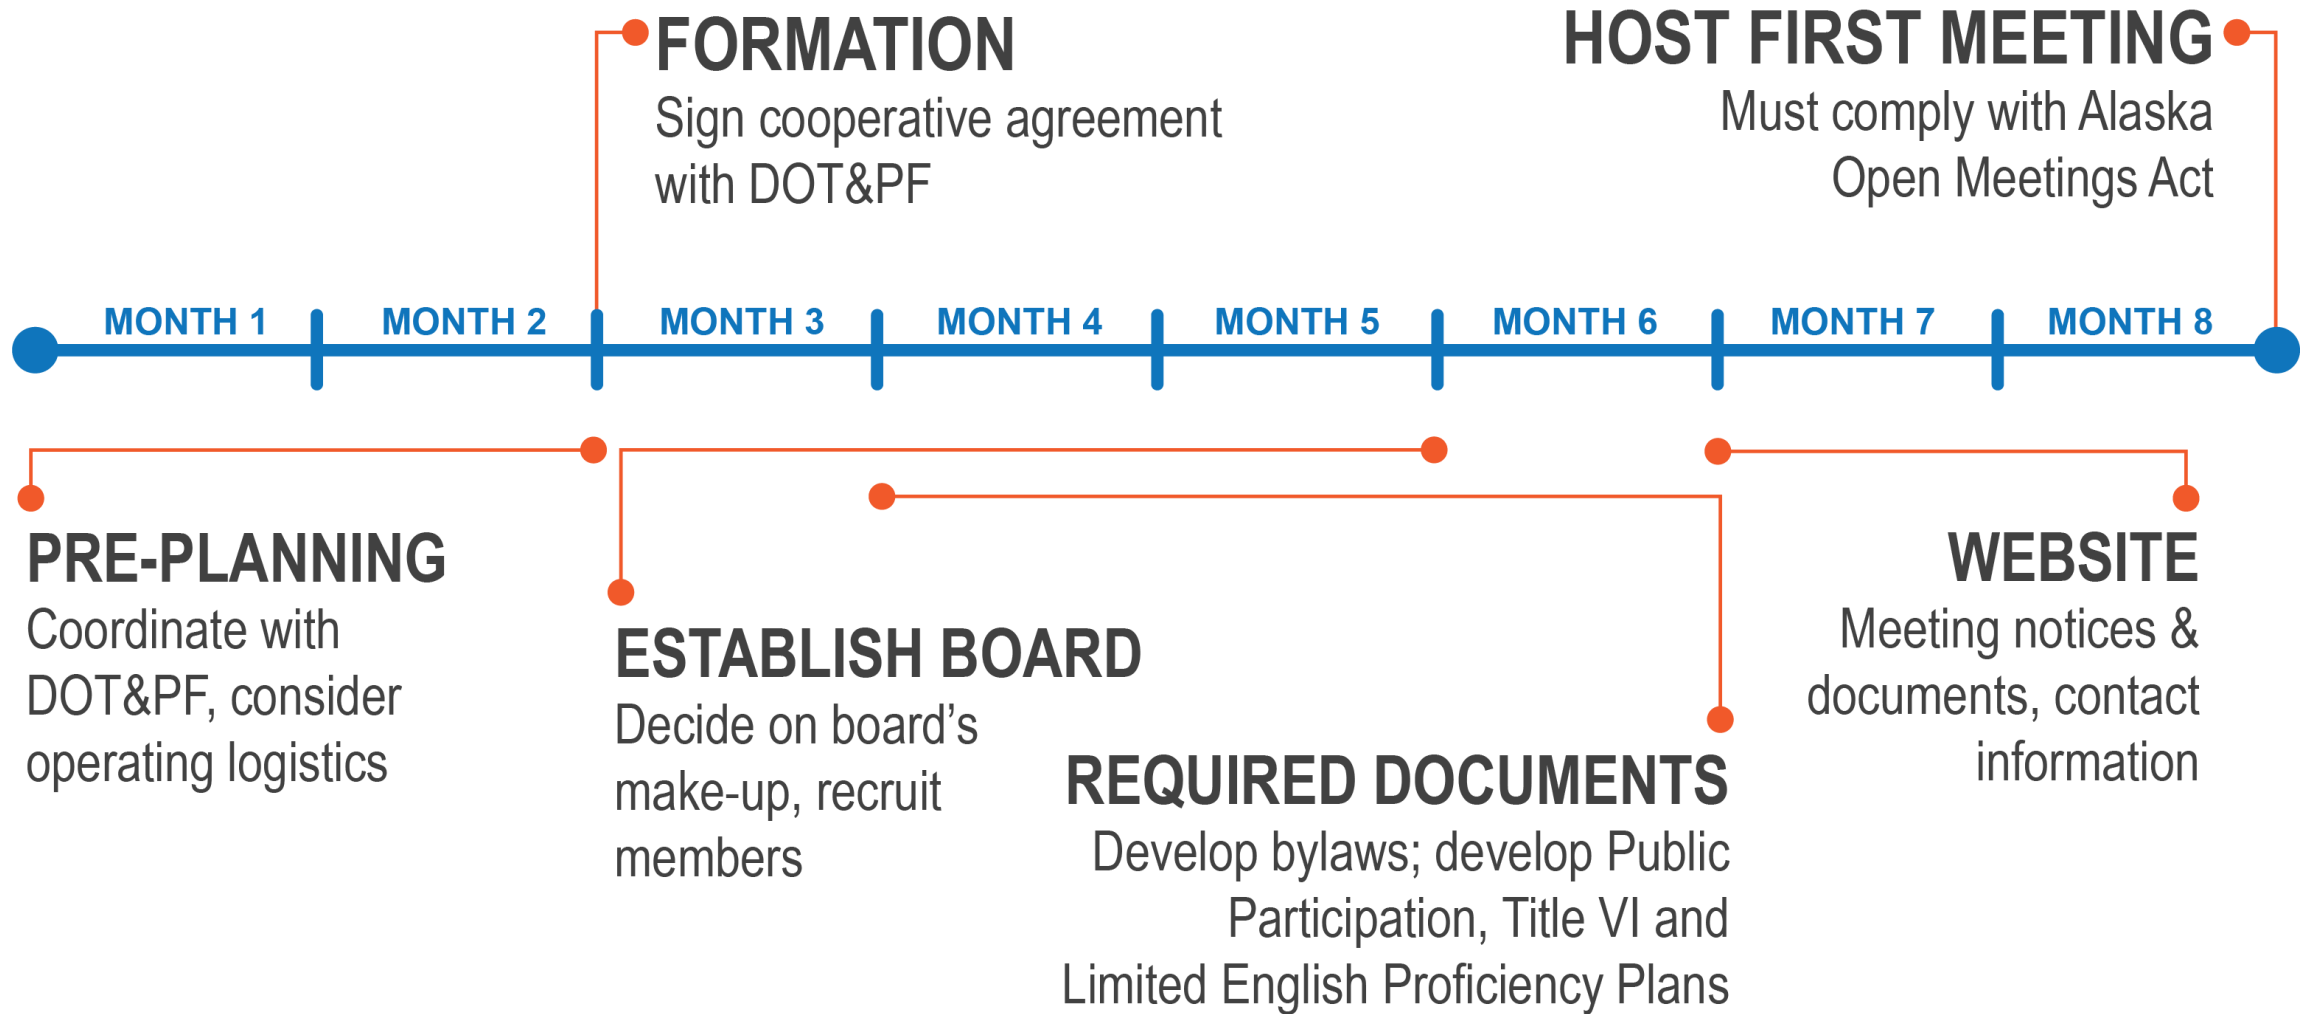 FORMATION
Sign cooperative agreement
with DOT&PF
HOST FIRST MEETING
Must comply with Alaska
Open Meetings Act
MONTH 1
MONTH 2
MONTH 3
MONTH 4
MONTH 5
MONTH 6
MONTH 7
MONTH 8
PRE-PLANNING
Coordinate with
DOT&PF, consider
operating logistics
ESTABLISH BOARD
Decide on board’s
make-up, recruit
members
REQUIRED DOCUMENTS
Develop bylaws; develop Public
Participation, Title VI and
Limited English Proficiency Plans
WEBSITE
Meeting notices &
documents, contact
information